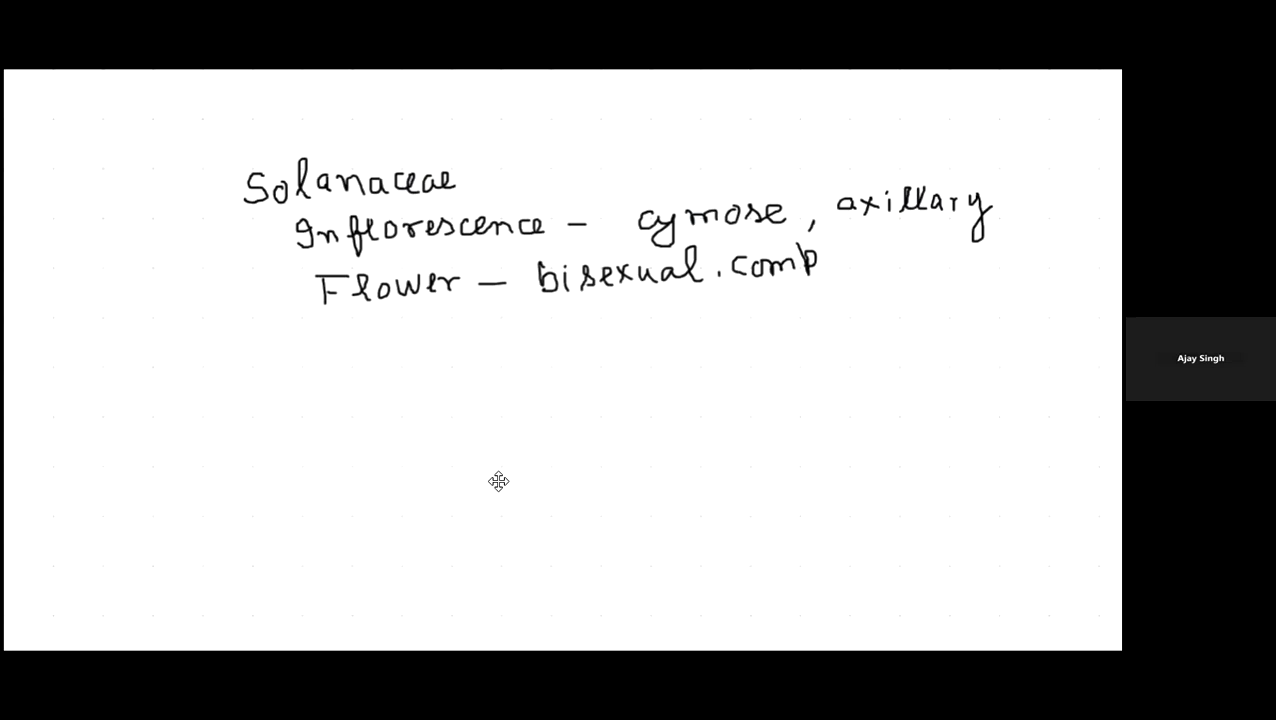 Solanaceae
Inflorescence - cymose, axillary
Flower - bisexual. comp
Ajay Singh